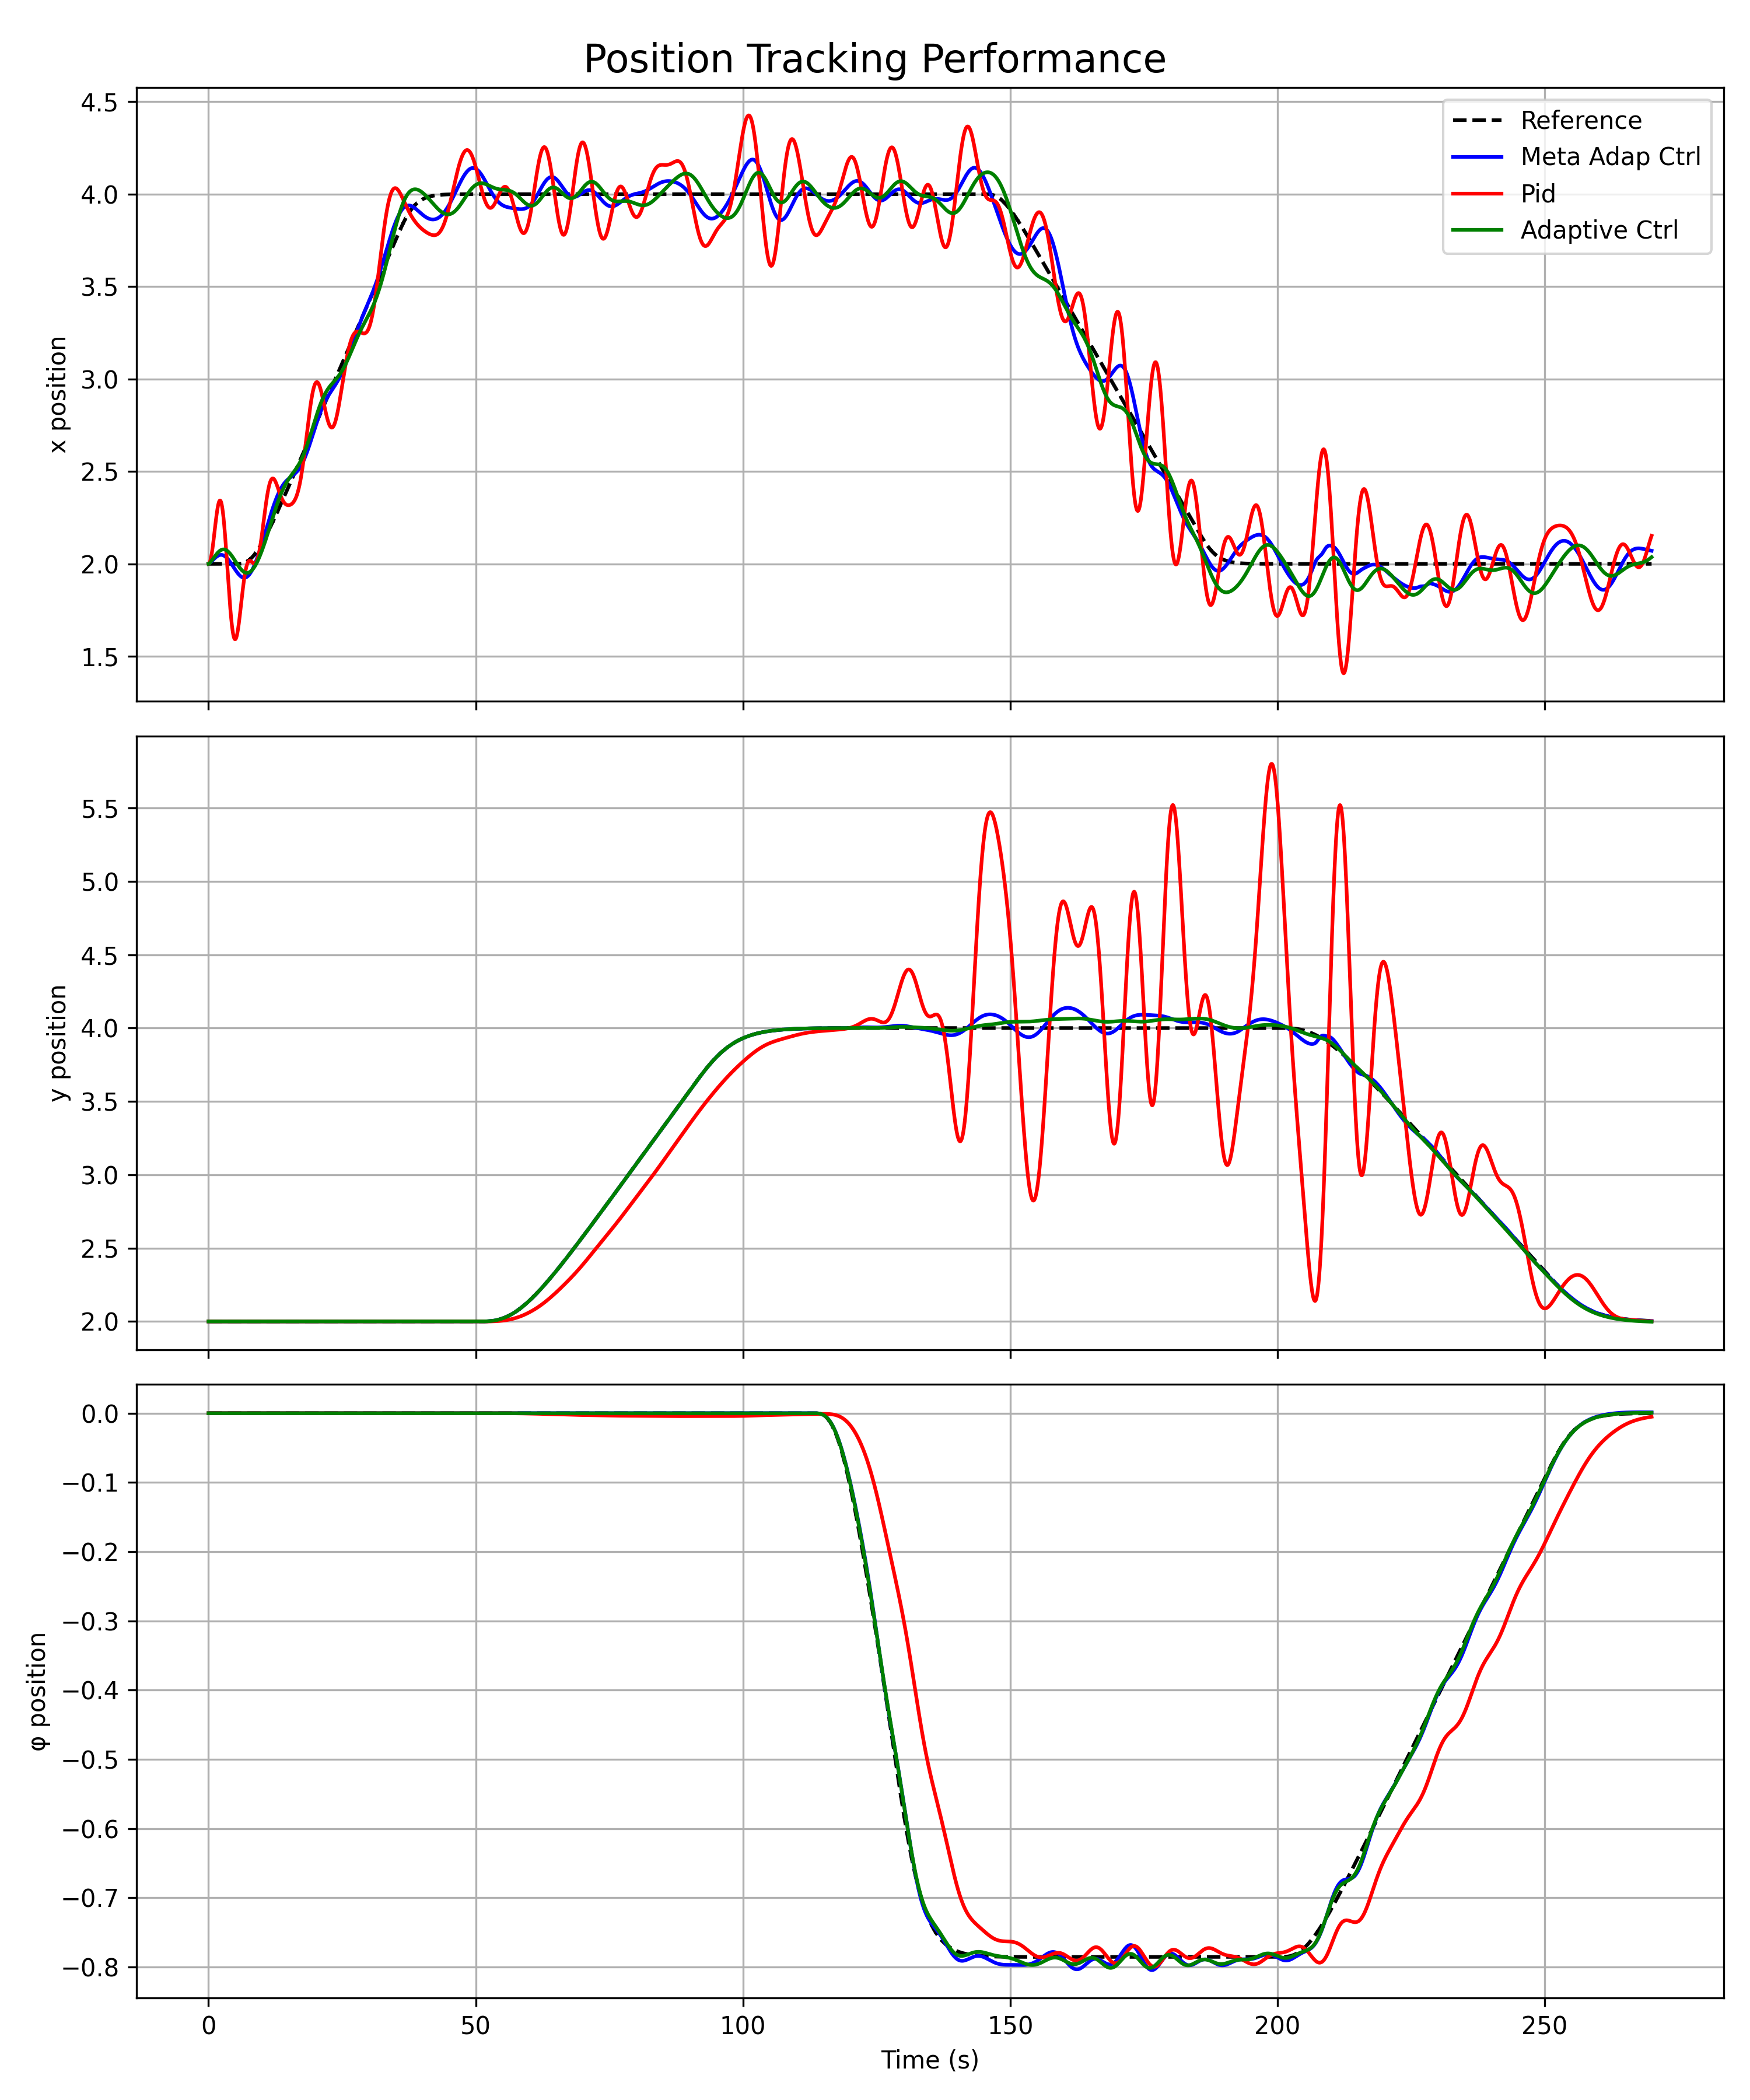 Position Tracking Performance
4.5
4.0
3.5
3.0
2.5
2.0
1.5
x position
Reference
Meta Adap Ctrl
Pid
Adaptive Ctrl
5.5
5.0
4.5
4.0
3.5
3.0
2.5
2.0
y position
0.0
−0.1
−0.2
−0.3
−0.4
−0.5
−0.6
−0.7
−0.8
φ position
0 50 100 150 200 250
Time (s)